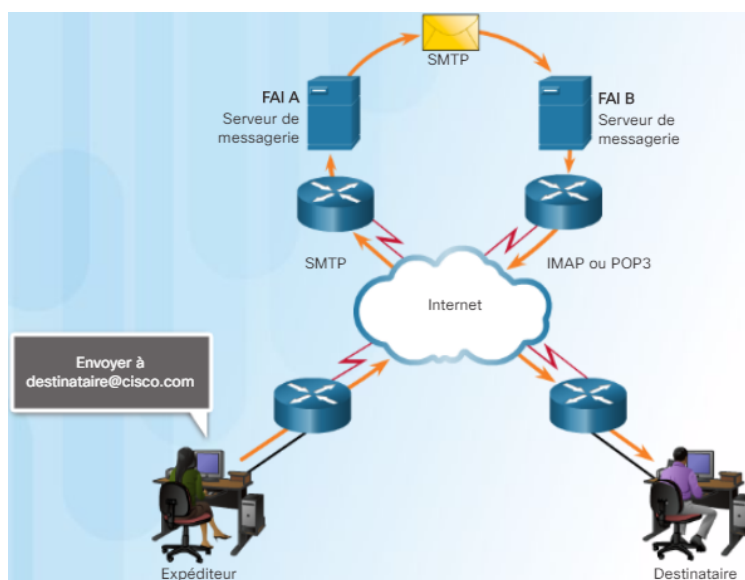 SMTP
FAI A
Serveur de
messagerie
FAI B
Serveur de
messagerie
SMTP
IMAP ou POP3
Internet
Envoyer à
destinataire@cisco.com
Expéditeur
Destinataire